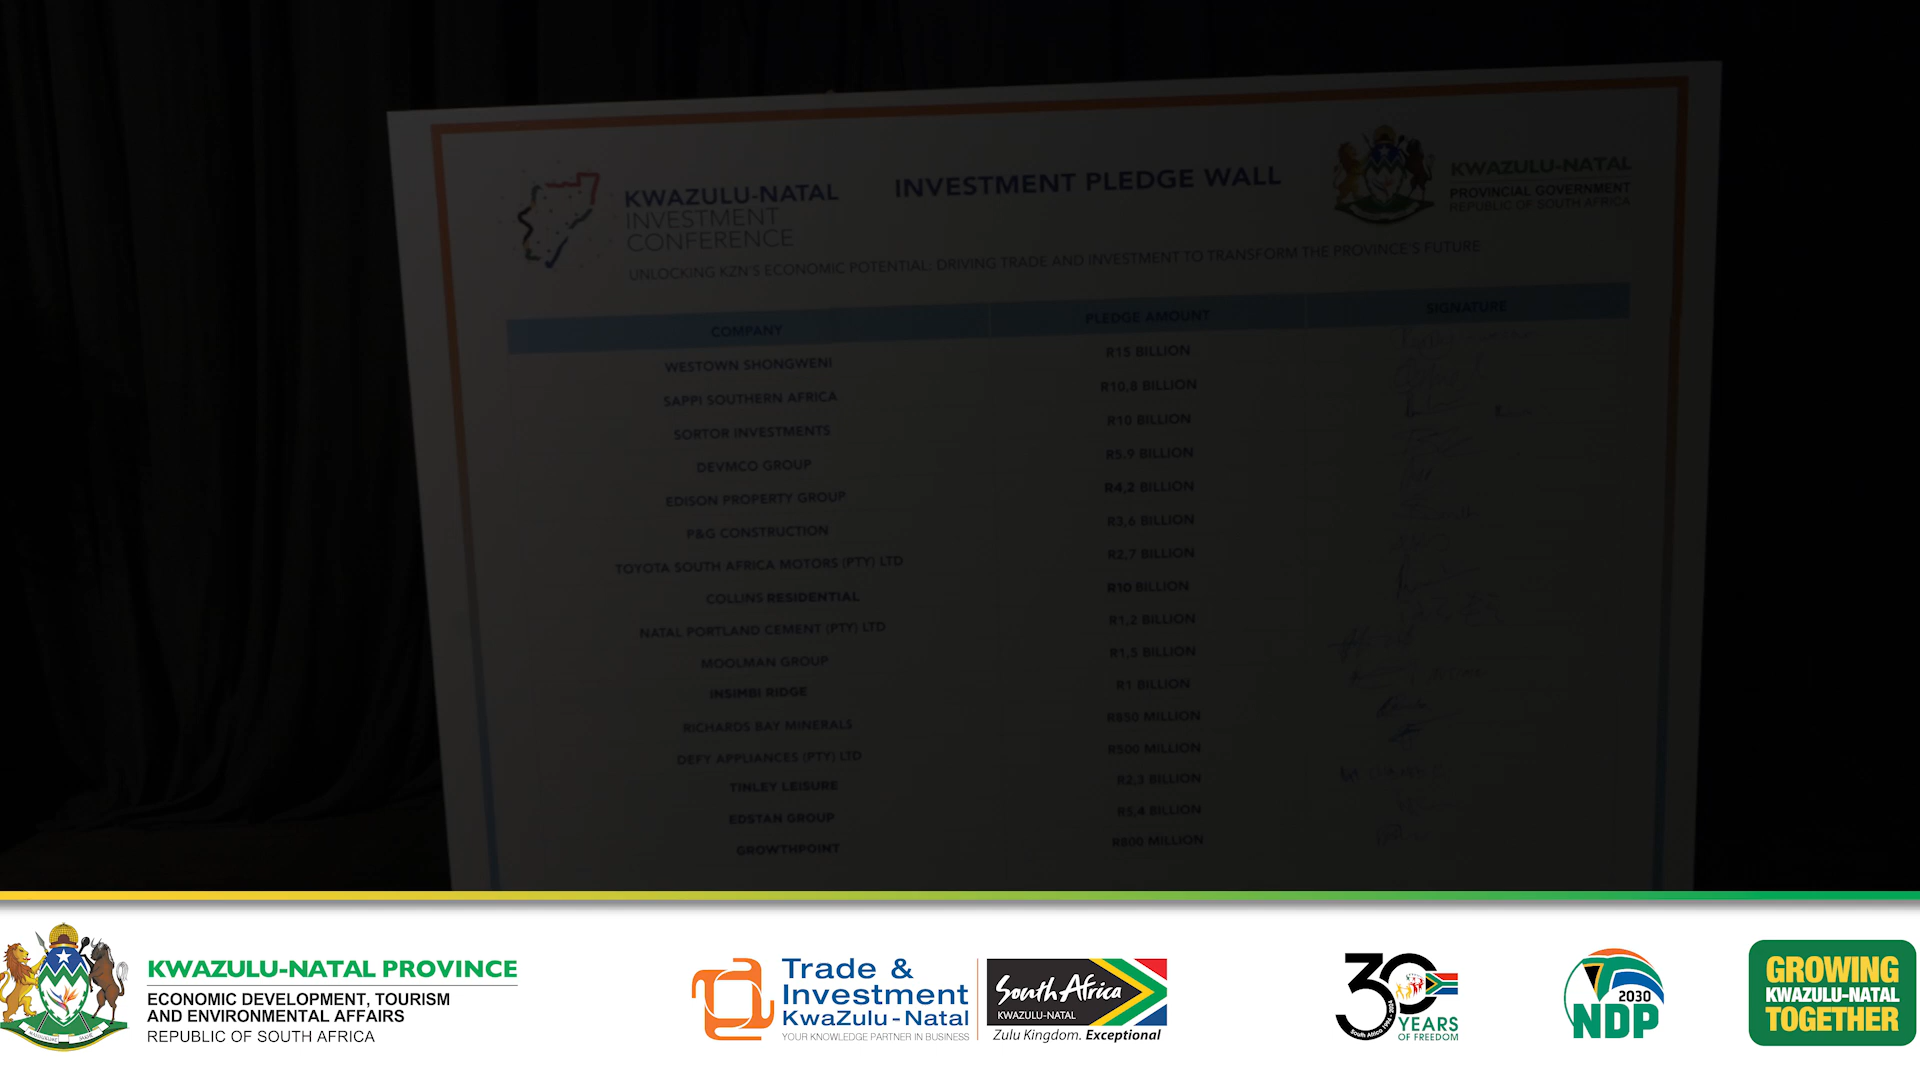 KWAZULU-NATAL
INVESTMENT
CONFERENCE
INVESTMENT PLEDGE WALL
KWAZULU-NATAL
PROVINCIAL GOVERNMENT
REPUBLIC OF SOUTH AFRICA
UNLOCKING KZN'S ECONOMIC POTENTIAL: DRIVING TRADE AND INVESTMENT TO TRANSFORM THE PROVINCE'S FUTURE
COMPANY PLEDGE AMOUNT SIGNATURE
WESTOWN SHONGWENI R15 BILLION
SAPPI SOUTHERN AFRICA R10,8 BILLION
SORTOR INVESTMENTS R10 BILLION
DEVMCO GROUP R5.9 BILLION
EDISON PROPERTY GROUP R4,2 BILLION
P&G CONSTRUCTION R3,6 BILLION
TOYOTA SOUTH AFRICA MOTORS (PTY) LTD R2,7 BILLION
COLLINS RESIDENTIAL R10 BILLION
NATAL PORTLAND CEMENT (PTY) LTD R1,2 BILLION
MOOLMAN GROUP R1,5 BILLION
INSIMBI RIDGE R1 BILLION
RICHARDS BAY MINERALS R850 MILLION
DEFY APPLIANCES (PTY) LTD R500 MILLION
TINLEY LEISURE R2,3 BILLION
EDSTAN GROUP R5,4 BILLION
GROWTHPOINT R800 MILLION
KWAZULU-NATAL PROVINCE
ECONOMIC DEVELOPMENT, TOURISM
AND ENVIRONMENTAL AFFAIRS
REPUBLIC OF SOUTH AFRICA
Trade &
Investment
KwaZulu-Natal
YOUR KNOWLEDGE PARTNER IN BUSINESS
South Africa
KWAZULU-NATAL
Zulu Kingdom. Exceptional
30
South Africa 1994 - 2024
YEARS
OF FREEDOM
2030
NDP
GROWING
KWAZULU-NATAL
TOGETHER